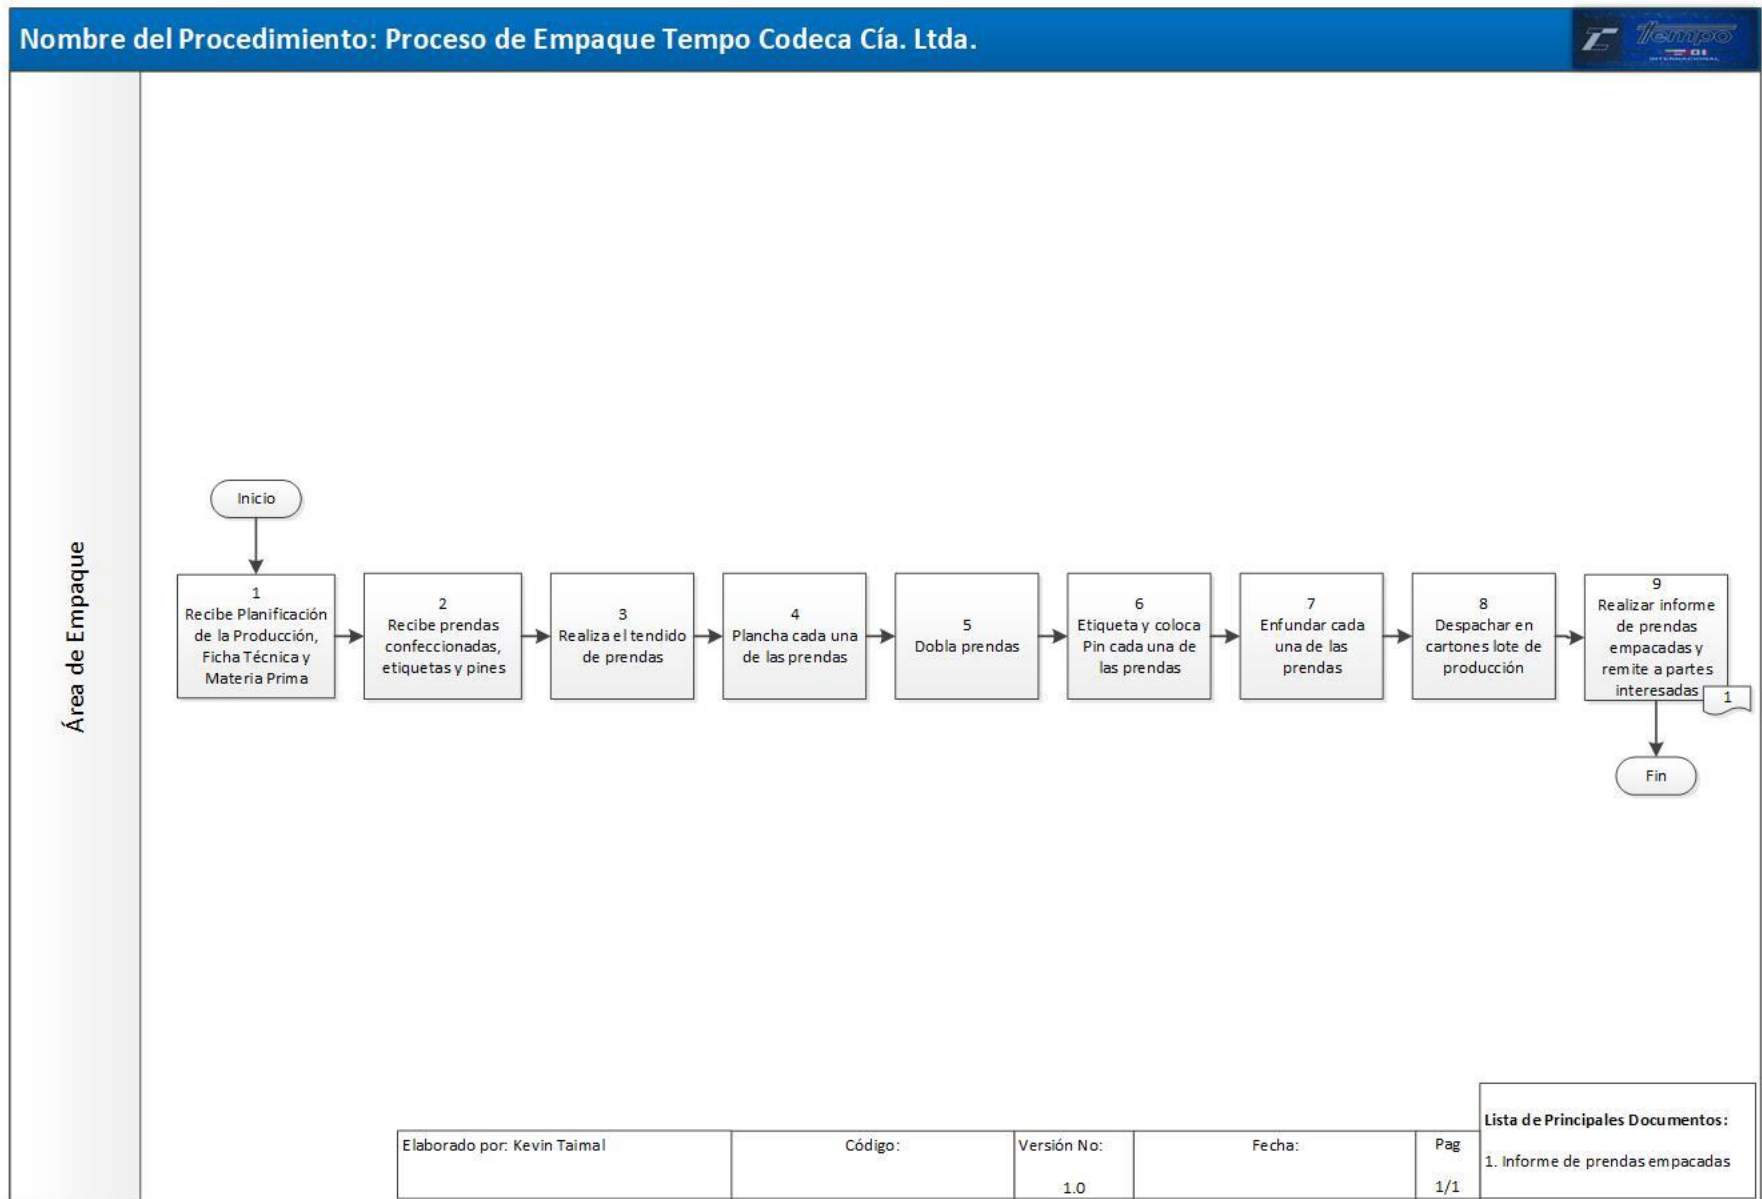 Nombre del Procedimiento: Proceso de Empaque Tempo Codeca Cía. Ltda.
Tempo
INTERNACIONAL
Área de Empaque
Inicio
1
Recibe Planificación
de la Producción,
Ficha Técnica y
Materia Prima
2
Recibe prendas
confeccionadas,
etiquetas y pines
3
Realiza el tendido
de prendas
4
Plancha cada una
de las prendas
5
Dobla prendas
6
Etiqueta y coloca
Pin cada una de
las prendas
7
Enfundar cada
una de las
prendas
8
Despachar en
cartones lote de
producción
9
Realizar informe
de prendas
empacadas y
remite a partes
interesadas
1
Fin
Elaborado por: Kevin Taimal
Código:
Versión No:
1.0
Fecha:
Pag
1/1
Lista de Principales Documentos:
1. Informe de prendas empacadas